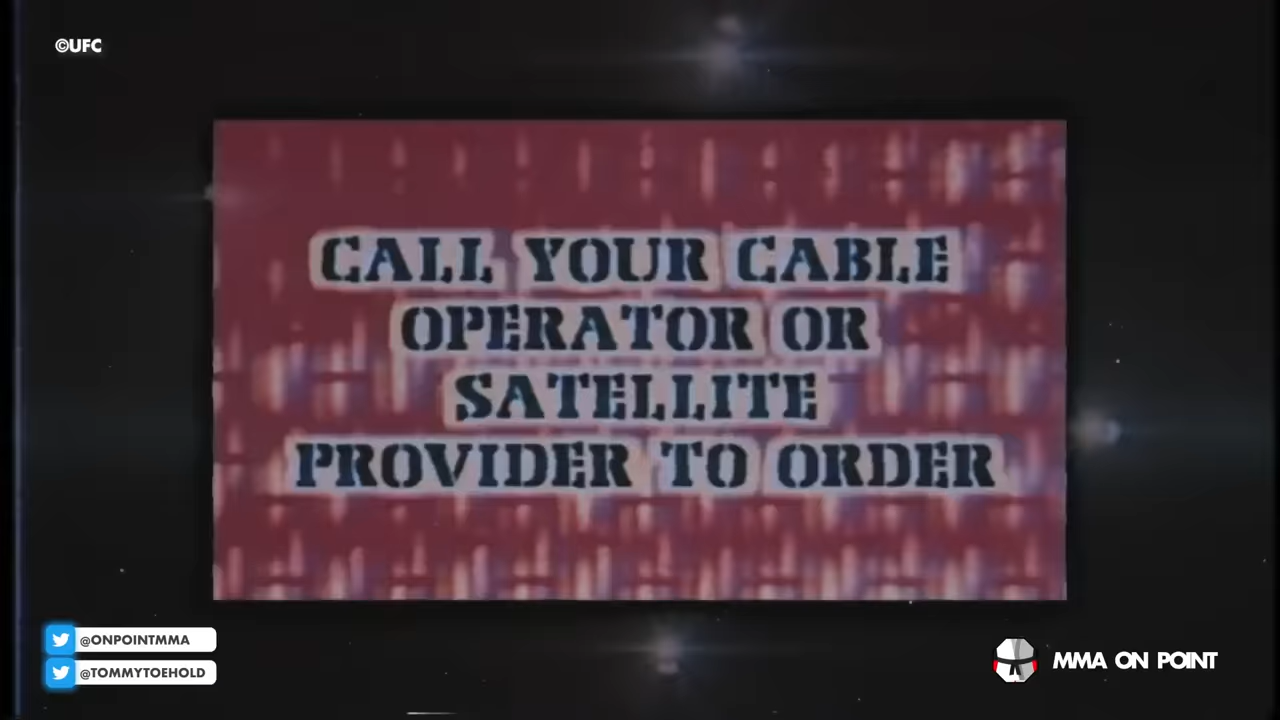 ©UFC
CALL YOUR CABLE
OPERATOR OR
SATELLITE
PROVIDER TO ORDER
@ONPOINTMMA
@TOMMYTOEHOLD
MMA ON POINT